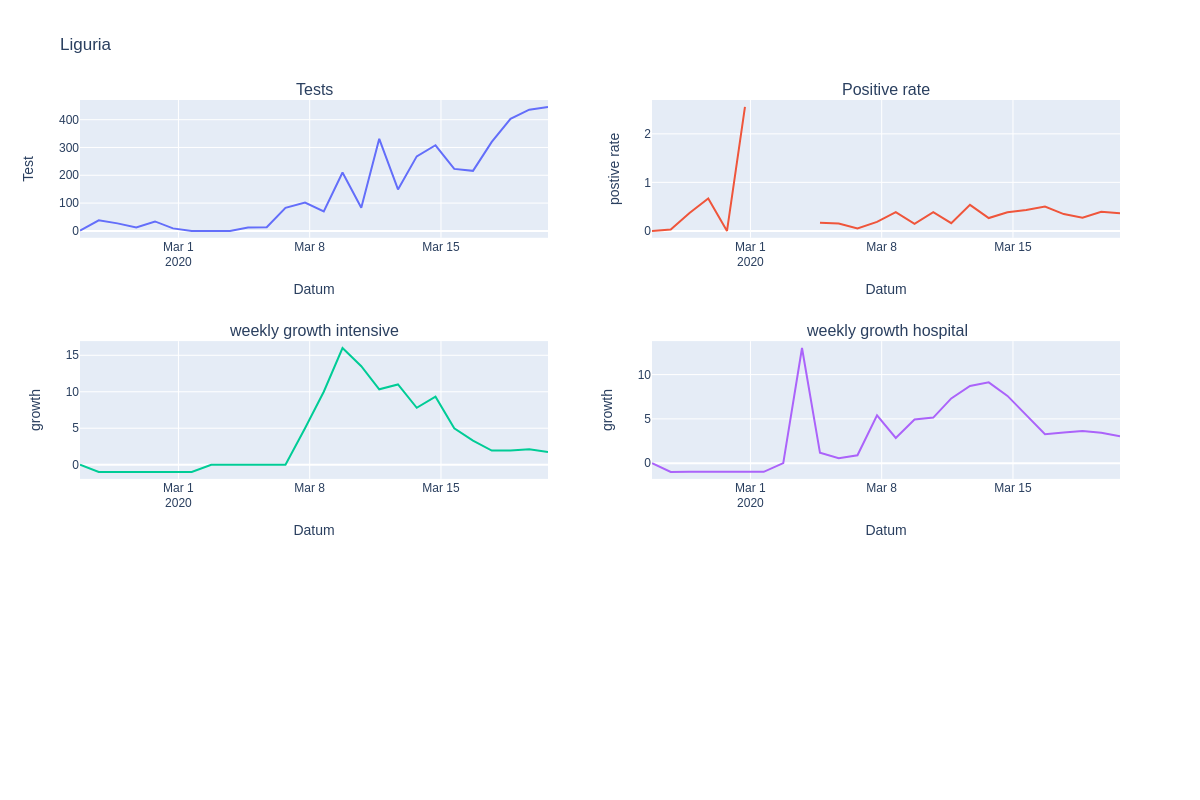 Liguria
Tests
Test
400
300
200
100
0
Mar 1
2020
Mar 8
Mar 15
Datum
Positive rate
postive rate
2
1
0
Mar 1
2020
Mar 8
Mar 15
Datum
weekly growth intensive
growth
15
10
5
0
Mar 1
2020
Mar 8
Mar 15
Datum
weekly growth hospital
growth
10
5
0
Mar 1
2020
Mar 8
Mar 15
Datum